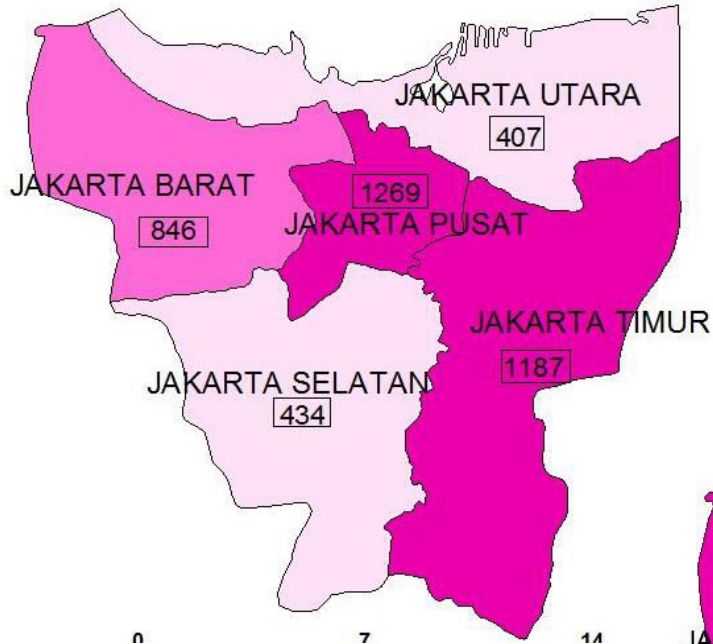 JAKARTA UTARA
407
JAKARTA BARAT
846
1269
JAKARTA PUSAT
JAKARTA TIMUR
1187
JAKARTA SELATAN
434
0 7 14